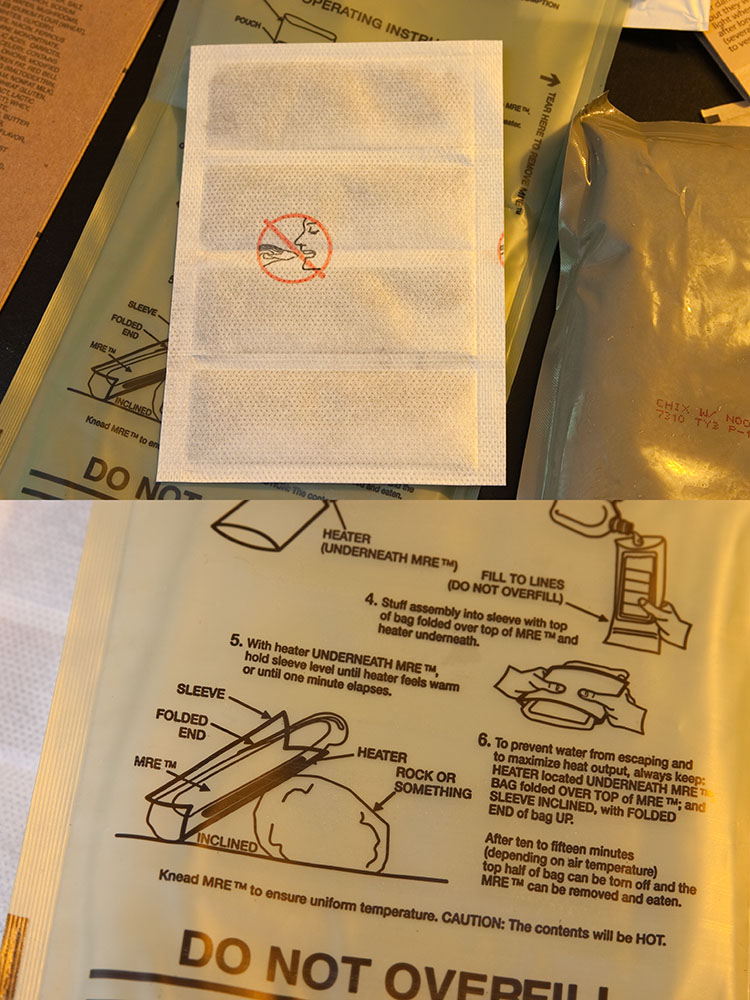 OPERATING INSTRU
POUCH
TEAR HERE TO REMOVE MRE™
MRE™,
eater.
SLEEVE
FOLDED
END
MRE™
INCLINED
Knead MRE™ to en
DO NOT
and eaten.
CHIX W/ NOO
HEATER
(UNDERNEATH MRE™)
FILL TO LINES
(DO NOT OVERFILL)
4. Stuff assembly into sleeve with top
of bag folded over top of MRE™ and
heater underneath.
5. With heater UNDERNEATH MRE™,
hold sleeve level until heater feels warm
or until one minute elapses.
SLEEVE
FOLDED
END
MRE™
HEATER
ROCK OR
SOMETHING
INCLINED
6. To prevent water from escaping and
to maximize heat output, always keep:
HEATER located UNDERNEATH MRE™
BAG folded OVER TOP of MRE™; and
SLEEVE INCLINED, with FOLDED
END of bag UP.
After ten to fifteen minutes
(depending on air temperature)
top half of bag can be torn off and the
MRE™ can be removed and eaten.
Knead MRE™ to ensure uniform temperature. CAUTION: The contents will be HOT.
DO NOT OVERFILL